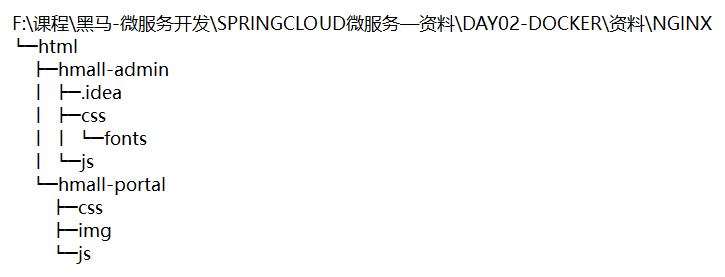 F:\课程\黑马-微服务开发\SPRINGCLOUD微服务—资料\DAY02-DOCKER\资料\NGINX
└─html
    ├─hmall-admin
    │  ├─.idea
    │  ├─css
    │  │  └─fonts
    │  └─js
    └─hmall-portal
        ├─css
        ├─img
        └─js